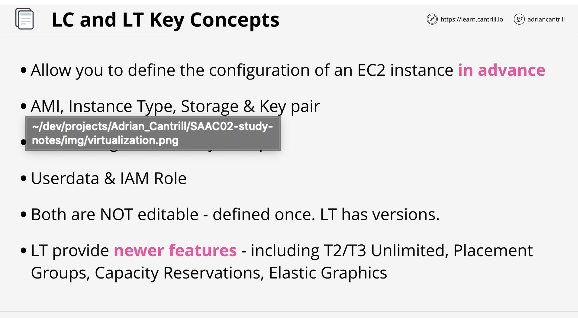 LC and LT Key Concepts
https://learn.cantrill.io
adriancantrill
• Allow you to define the configuration of an EC2 instance in advance
• AMI, Instance Type, Storage & Key pair
~/dev/projects/Adrian_Cantrill/SAAC02-study-
notes/img/virtualization.png
• Userdata & IAM Role
• Both are NOT editable - defined once. LT has versions.
• LT provide newer features - including T2/T3 Unlimited, Placement
Groups, Capacity Reservations, Elastic Graphics